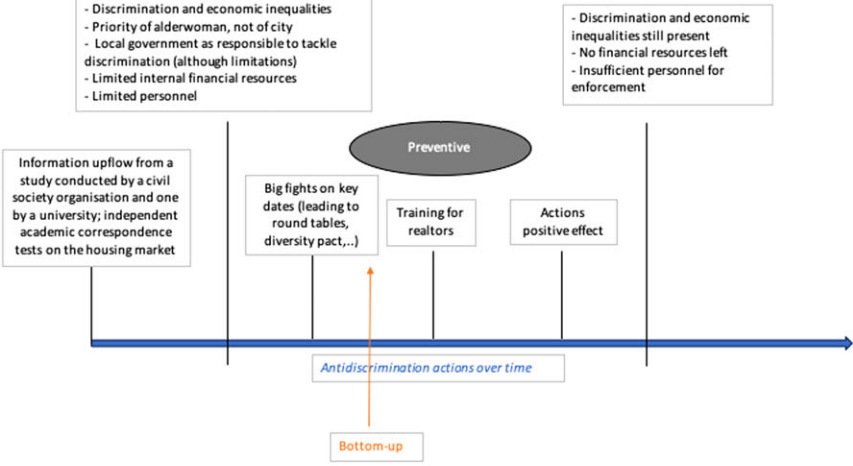 - Discrimination and economic inequalities
- Priority of alderwoman, not of city
- Local government as responsible to tackle
discrimination (although limitations)
- Limited internal financial resources
- Limited personnel
- Discrimination and economic
inequalities still present
- No financial resources left
- Insufficient personnel for
enforcement
Preventive
Information upflow from a
study conducted by a civil
society organisation and one
by a university; independent
academic correspondence
tests on the housing market
Big fights on key
dates (leading to
round tables,
diversity pact,..)
Training for
realtors
Actions
positive effect
Antidiscrimination actions over time
Bottom-up